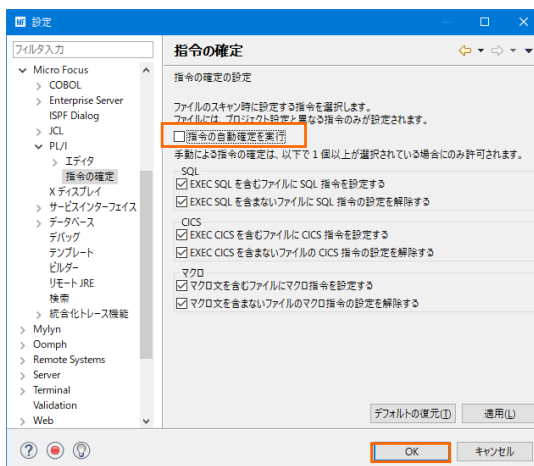 設定
フィルタ入力
Micro Focus
COBOL
Enterprise Server
ISPF Dialog
JCL
PL/I
エディタ
指令の確定
X ディスプレイ
サービスインターフェイス
データベース
デバッグ
テンプレート
ビルダー
リモート JRE
検索
統合化トレース機能
Mylyn
Oomph
Remote Systems
Server
Terminal
Validation
Web
指令の確定
指令の確定の設定
ファイルのスキャン時に設定する指令を選択します。
ファイルには、プロジェクト設定と異なる指令のみが設定されます。
指令の自動確定を実行
手動による指令の確定は、以下で 1 個以上が選択されている場合にのみ許可されます。
SQL
EXEC SQL を含むファイルに SQL 指令を設定する
EXEC SQL を含まないファイルに SQL 指令の設定を解除する
CICS
EXEC CICS を含むファイルに CICS 指令を設定する
EXEC CICS を含まないファイルの CICS 指令の設定を解除する
マクロ
マクロ文を含むファイルにマクロ指令を設定する
マクロ文を含まないファイルのマクロ指令の設定を解除する
デフォルトの復元(T)
適用(L)
OK
キャンセル